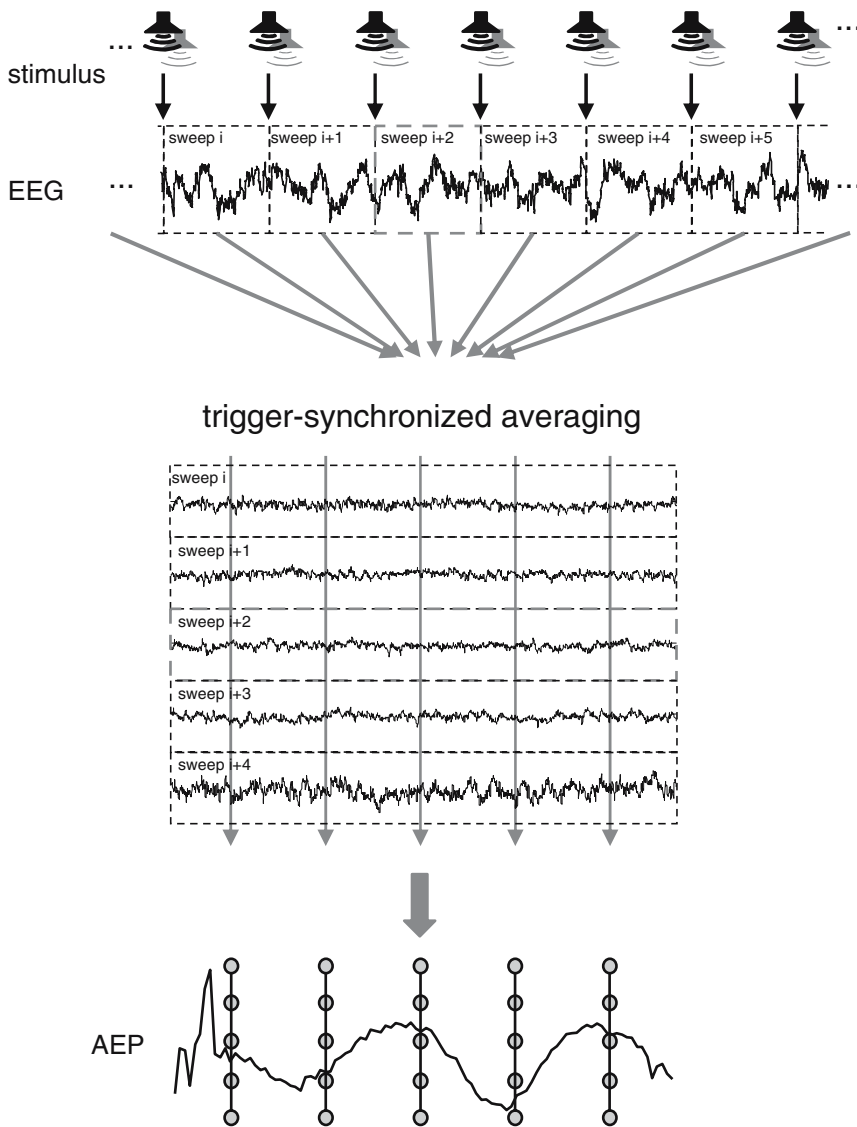 ... ...
stimulus
sweep i sweep i+1 sweep i+2 sweep i+3 sweep i+4 sweep i+5
EEG ... ...
trigger-synchronized averaging
sweep i
sweep i+1
sweep i+2
sweep i+3
sweep i+4
AEP